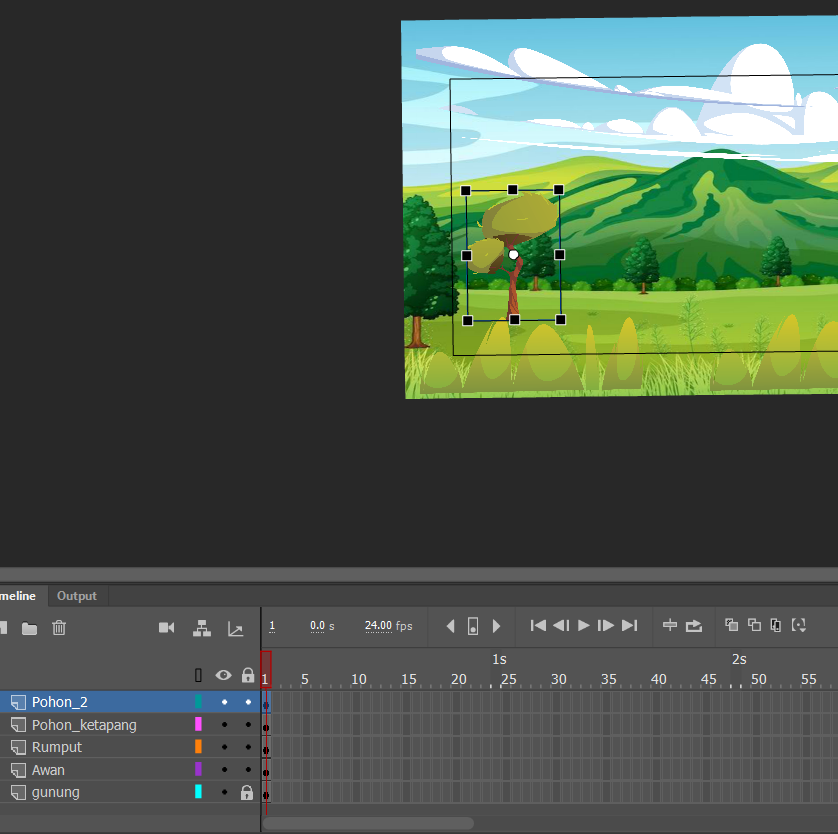 meline Output
1 0.0 s 24.00 fps
1s 2s
1 5 10 15 20 25 30 35 40 45 50 55
Pohon_2
Pohon_ketapang
Rumput
Awan
gunung